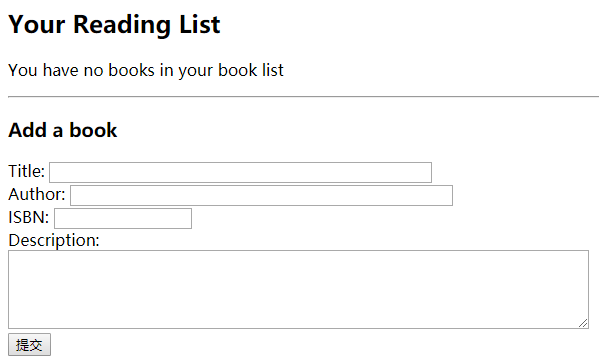 Your Reading List
You have no books in your book list
Add a book
Title:
Author:
ISBN:
Description:
提交